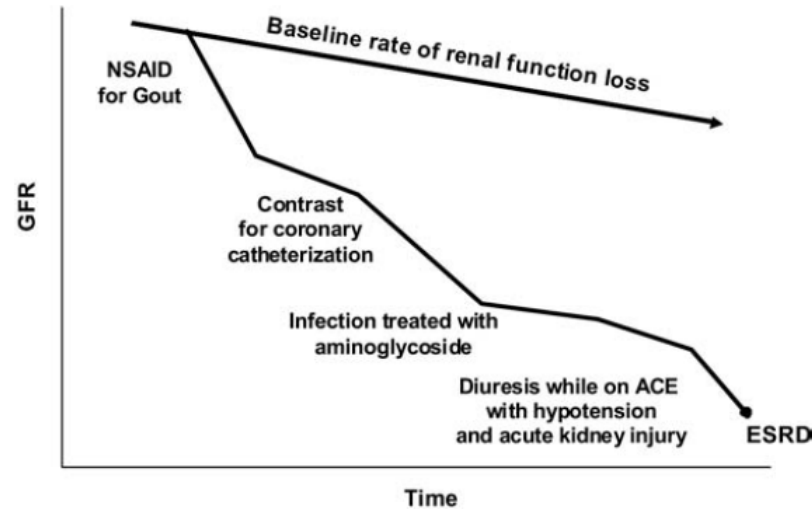 Baseline rate of renal function loss
NSAID
for Gout
GFR
Contrast
for coronary
catheterization
Infection treated with
aminoglycoside
Diuresis while on ACE
with hypotension
and acute kidney injury
ESRD
Time